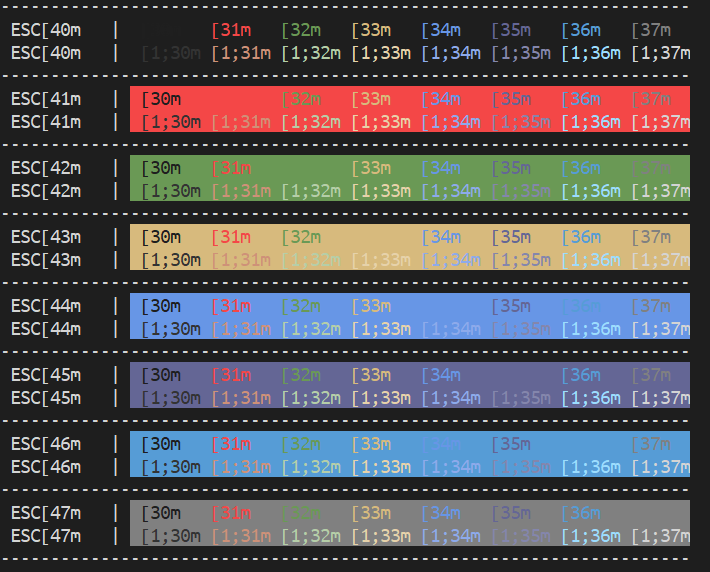 ---------------------------------------------------------------------
ESC[40m | [31m [32m [33m [34m [35m [36m [37m
ESC[40m | [1;30m [1;31m [1;32m [1;33m [1;34m [1;35m [1;36m [1;37m
---------------------------------------------------------------------
ESC[41m | [30m [32m [33m [34m [35m [36m [37m
ESC[41m | [1;30m [1;31m [1;32m [1;33m [1;34m [1;35m [1;36m [1;37m
---------------------------------------------------------------------
ESC[42m | [30m [31m [33m [34m [35m [36m [37m
ESC[42m | [1;30m [1;31m [1;32m [1;33m [1;34m [1;35m [1;36m [1;37m
---------------------------------------------------------------------
ESC[43m | [30m [31m [32m [34m [35m [36m [37m
ESC[43m | [1;30m [1;31m [1;32m [1;33m [1;34m [1;35m [1;36m [1;37m
---------------------------------------------------------------------
ESC[44m | [30m [31m [32m [33m [35m [36m [37m
ESC[44m | [1;30m [1;31m [1;32m [1;33m [1;34m [1;35m [1;36m [1;37m
---------------------------------------------------------------------
ESC[45m | [30m [31m [32m [33m [34m [36m [37m
ESC[45m | [1;30m [1;31m [1;32m [1;33m [1;34m [1;35m [1;36m [1;37m
---------------------------------------------------------------------
ESC[46m | [30m [31m [32m [33m [34m [35m [37m
ESC[46m | [1;30m [1;31m [1;32m [1;33m [1;34m [1;35m [1;36m [1;37m
---------------------------------------------------------------------
ESC[47m | [30m [31m [32m [33m [34m [35m [36m
ESC[47m | [1;30m [1;31m [1;32m [1;33m [1;34m [1;35m [1;36m [1;37m
---------------------------------------------------------------------